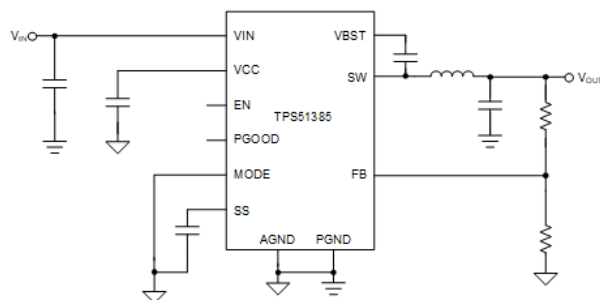 VIN
VIN
VBST
VCC
SW
VOUT
EN
TPS51385
PGOOD
MODE
FB
SS
AGND
PGND